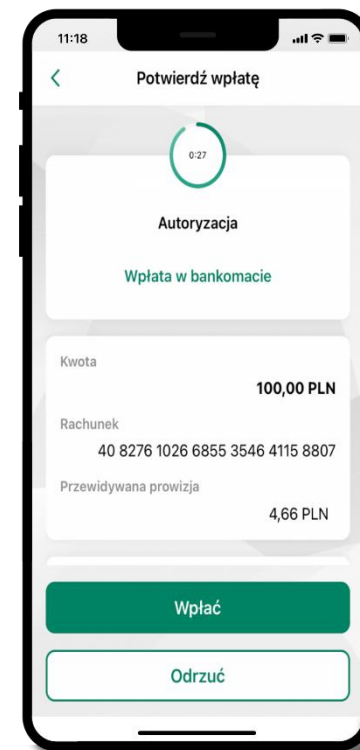 11:18
Potwierdź wpłatę
0:27
Autoryzacja
Wpłata w bankomacie
Kwota
100,00 PLN
Rachunek
40 8276 1026 6855 3546 4115 8807
Przewidywana prowizja
4,66 PLN
Wpłać
Odrzuć